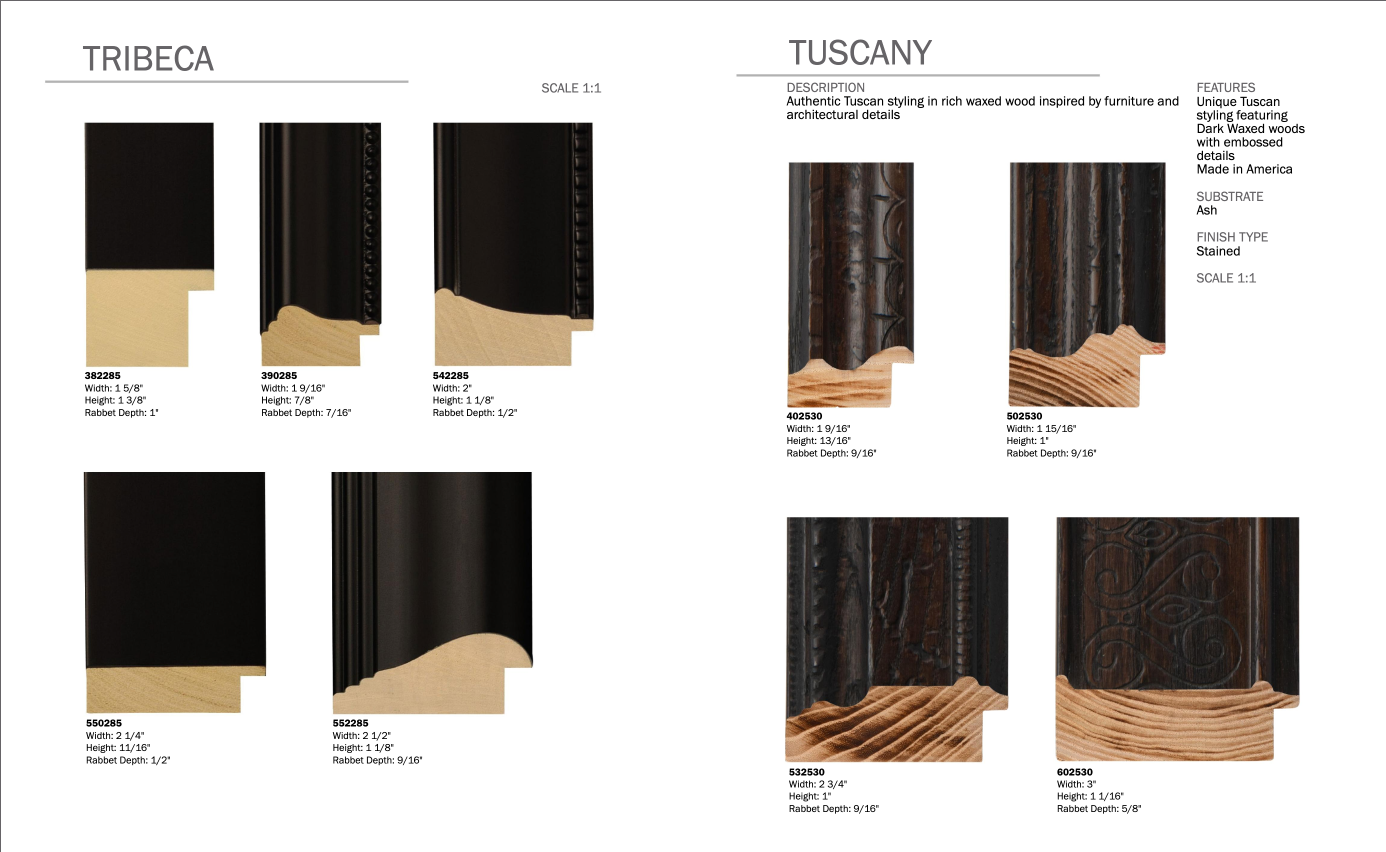 TRIBECA
SCALE 1:1
382285
Width: 1 5/8"
Height: 1 3/8"
Rabbet Depth: 1"
390285
Width: 1 9/16"
Height: 7/8"
Rabbet Depth: 7/16"
542285
Width: 2"
Height: 1 1/8"
Rabbet Depth: 1/2"
550285
Width: 2 1/4"
Height: 11/16"
Rabbet Depth: 1/2"
552285
Width: 2 1/2"
Height: 1 1/8"
Rabbet Depth: 9/16"
TUSCANY
DESCRIPTION
Authentic Tuscan styling in rich waxed wood inspired by furniture and
architectural details
FEATURES
Unique Tuscan
styling featuring
Dark Waxed woods
with embossed
details
Made in America
SUBSTRATE
Ash
FINISH TYPE
Stained
SCALE 1:1
402530
Width: 1 9/16"
Height: 13/16"
Rabbet Depth: 9/16"
502530
Width: 1 15/16"
Height: 1"
Rabbet Depth: 9/16"
532530
Width: 2 3/4"
Height: 1"
Rabbet Depth: 9/16"
602530
Width: 3"
Height: 1 1/16"
Rabbet Depth: 5/8"